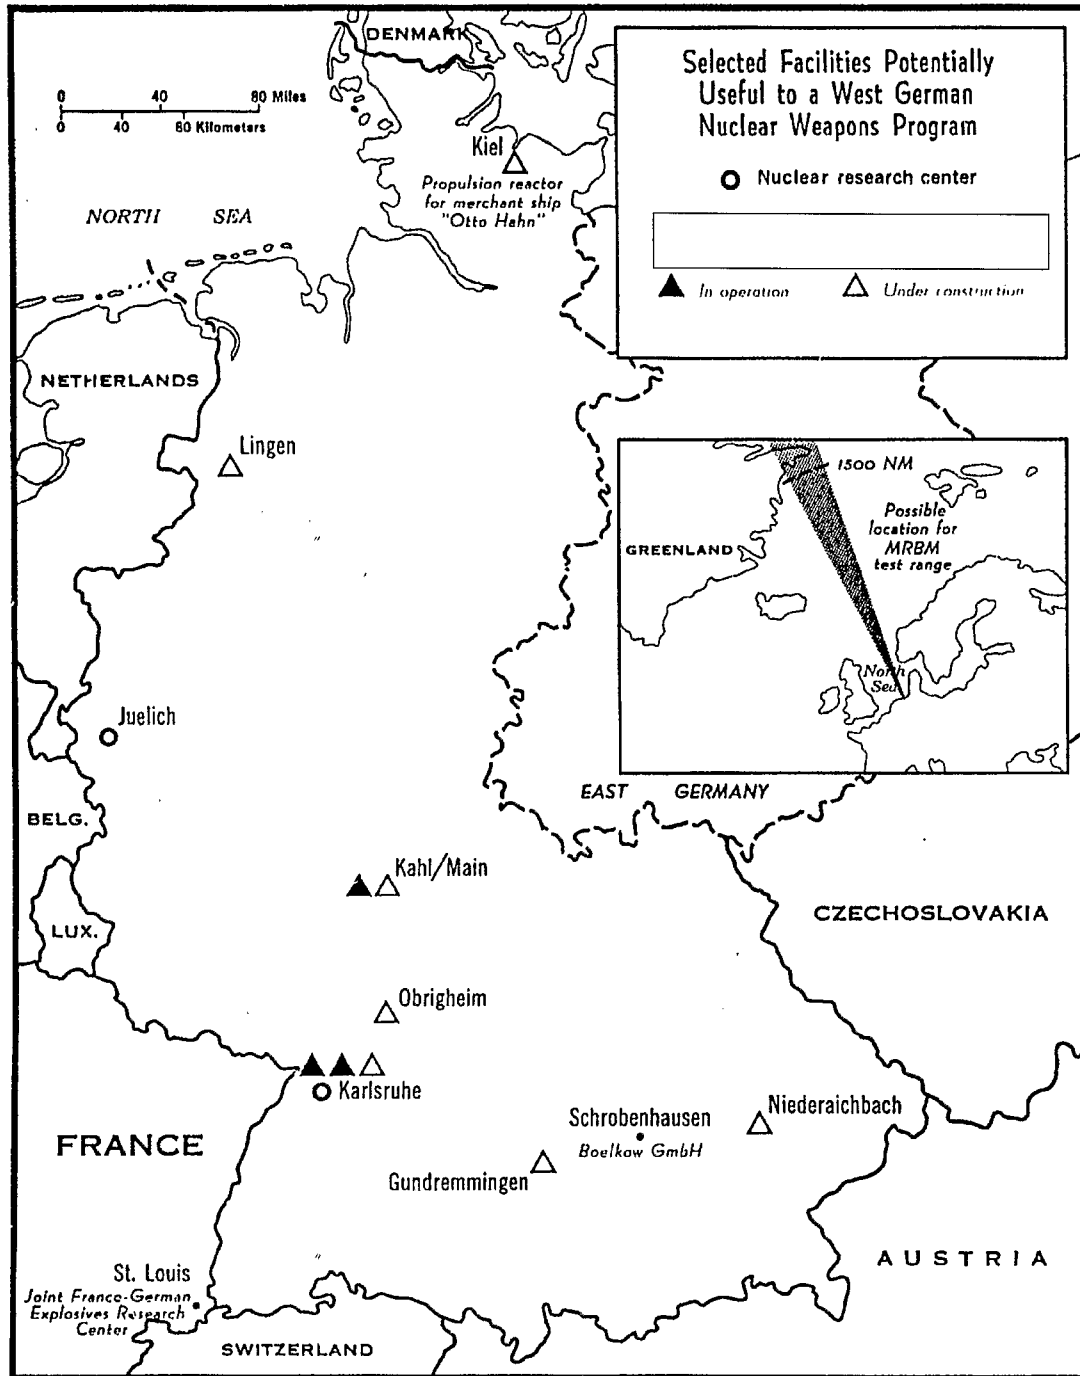 DENMARK
0 40 80 Miles
0 40 80 Kilometers
Selected Facilities Potentially
Useful to a West German
Nuclear Weapons Program
Nuclear research center
In operation
Under construction
Kiel
Propulsion reactor
for merchant ship
"Otto Hahn"
NORTH SEA
NETHERLANDS
Lingen
1500 NM
Possible
location for
MRBM
test range
GREENLAND
North
Sea
Juelich
EAST GERMANY
BELG.
Kahl/Main
LUX.
CZECHOSLOVAKIA
Obrigheim
Karlsruhe
FRANCE
Schrobenhausen
Boelkow GmbH
Niederaichbach
Gundremmingen
AUSTRIA
St. Louis
Joint Franco-German
Explosives Research
Center
SWITZERLAND